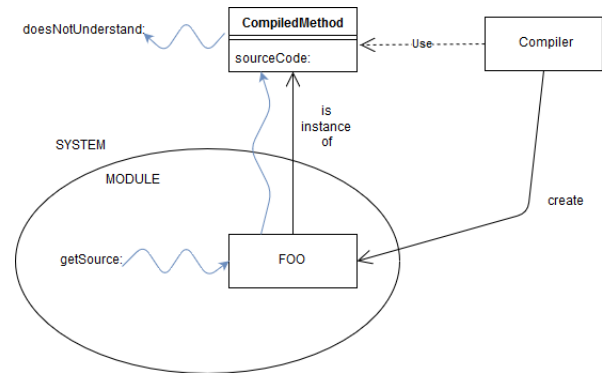 doesNotUnderstand:
CompiledMethod
sourceCode:
Use
Compiler
is
instance
of
SYSTEM
MODULE
create
getSource:
FOO